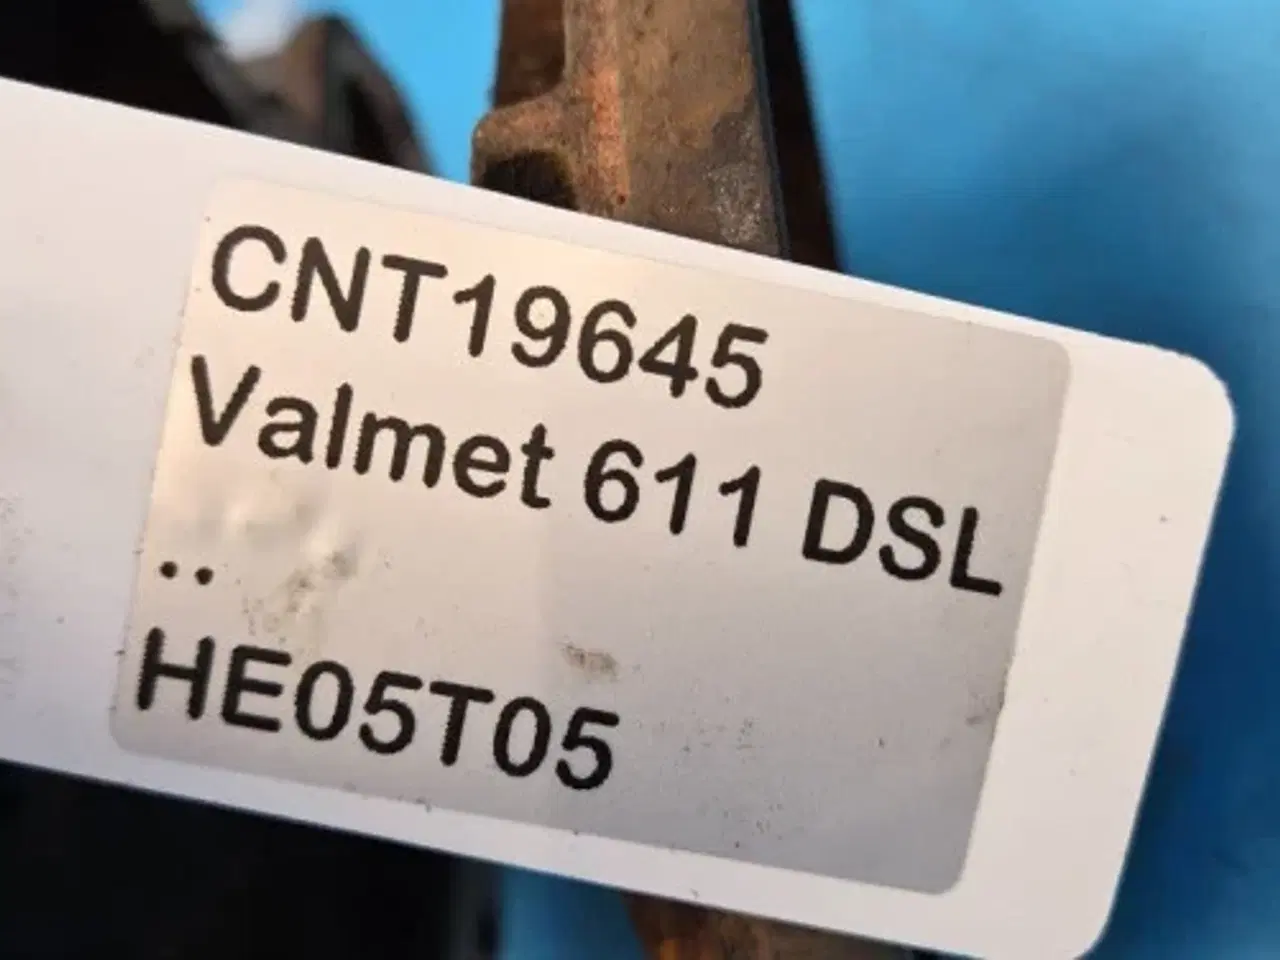 CNT19645
Valmet 611 DSL
..
HE05T05